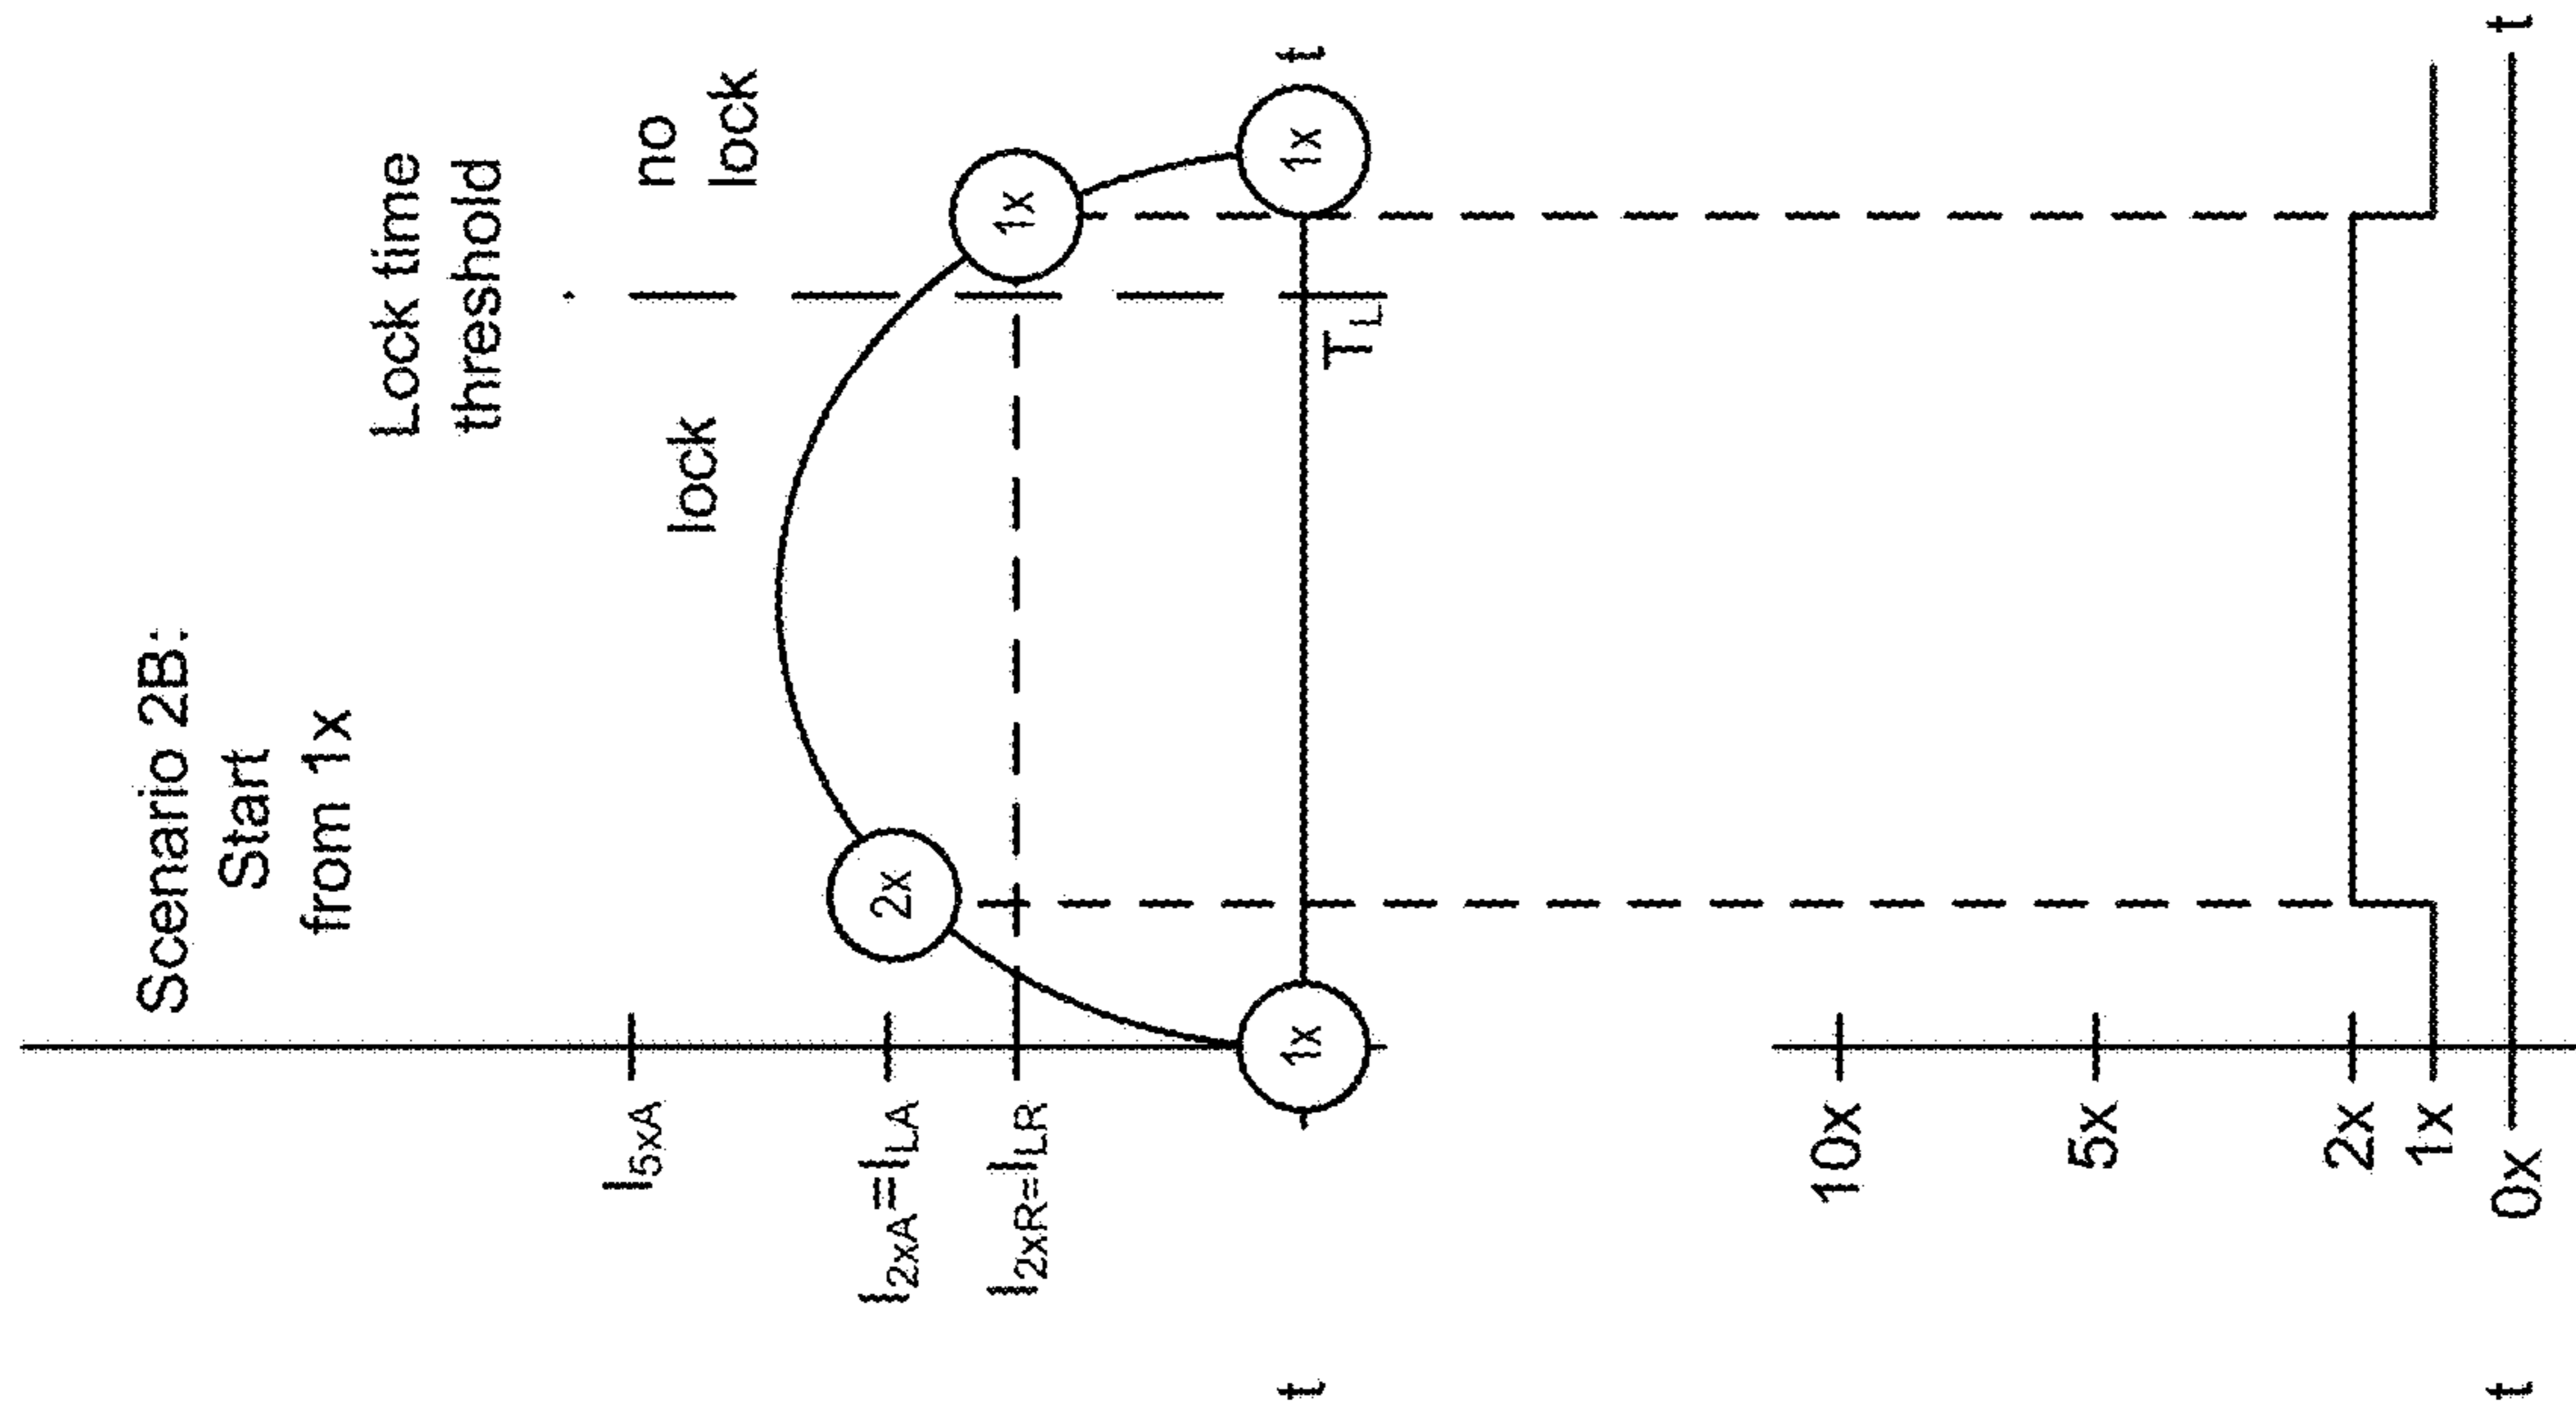 Scenario 2B:
Start
from 1x
Lock time
threshold
lock
no
lock
I5xA
I2xA=ILA
I2xR=ILR
2x
1x
1x
1x
TLI
t
t
10x
5x
2x
1x
0x
t
t